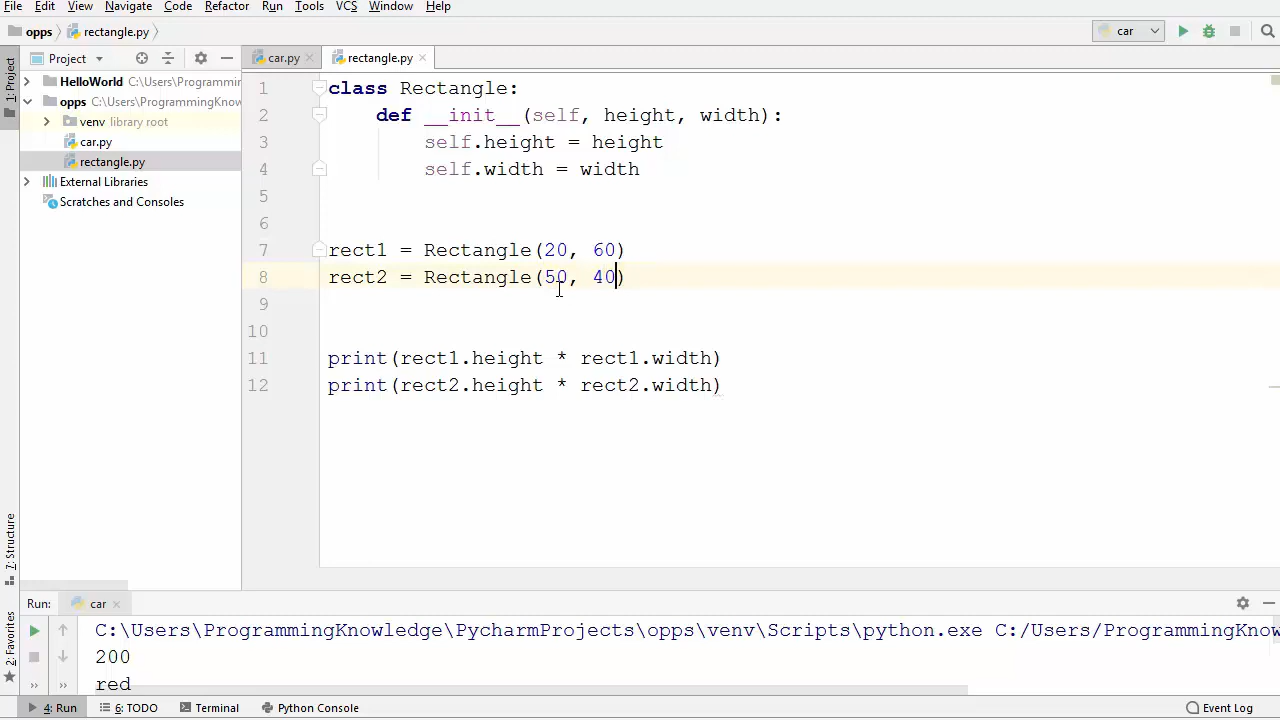 File Edit View Navigate Code Refactor Run Tools VCS Window Help
opps rectangle.py car
1: Project
Project
car.py rectangle.py
HelloWorld C:\Users\Programmin
opps C:\Users\ProgrammingKnow
venv library root
car.py
rectangle.py
External Libraries
Scratches and Consoles
1 class Rectangle:
2 def __init__(self, height, width):
3 self.height = height
4 self.width = width
5
6
7 rect1 = Rectangle(20, 60)
8 rect2 = Rectangle(50, 40)
9
10
11 print(rect1.height * rect1.width)
12 print(rect2.height * rect2.width)
7: Structure
2: Favorites
Run: car
C:\Users\ProgrammingKnowledge\PycharmProjects\opps\venv\Scripts\python.exe C:/Users/ProgrammingKnow
200
red
4: Run 6: TODO Terminal Python Console Event Log